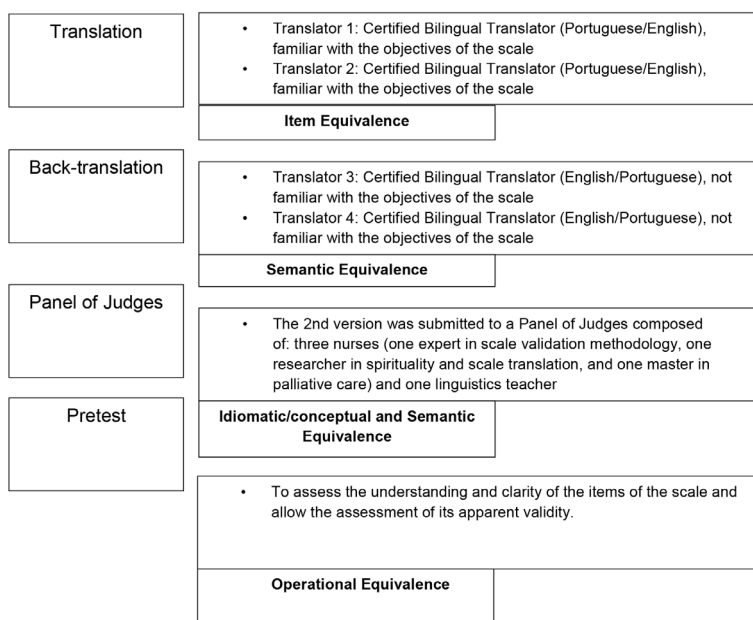 Translation
• Translator 1: Certified Bilingual Translator (Portuguese/English),
familiar with the objectives of the scale
• Translator 2: Certified Bilingual Translator (Portuguese/English),
familiar with the objectives of the scale
Item Equivalence
Back-translation
• Translator 3: Certified Bilingual Translator (English/Portuguese), not
familiar with the objectives of the scale
• Translator 4: Certified Bilingual Translator (English/Portuguese), not
familiar with the objectives of the scale
Semantic Equivalence
Panel of Judges
• The 2nd version was submitted to a Panel of Judges composed
of: three nurses (one expert in scale validation methodology, one
researcher in spirituality and scale translation, and one master in
palliative care) and one linguistics teacher
Idiomatic/conceptual and Semantic
Equivalence
Pretest
• To assess the understanding and clarity of the items of the scale and
allow the assessment of its apparent validity.
Operational Equivalence